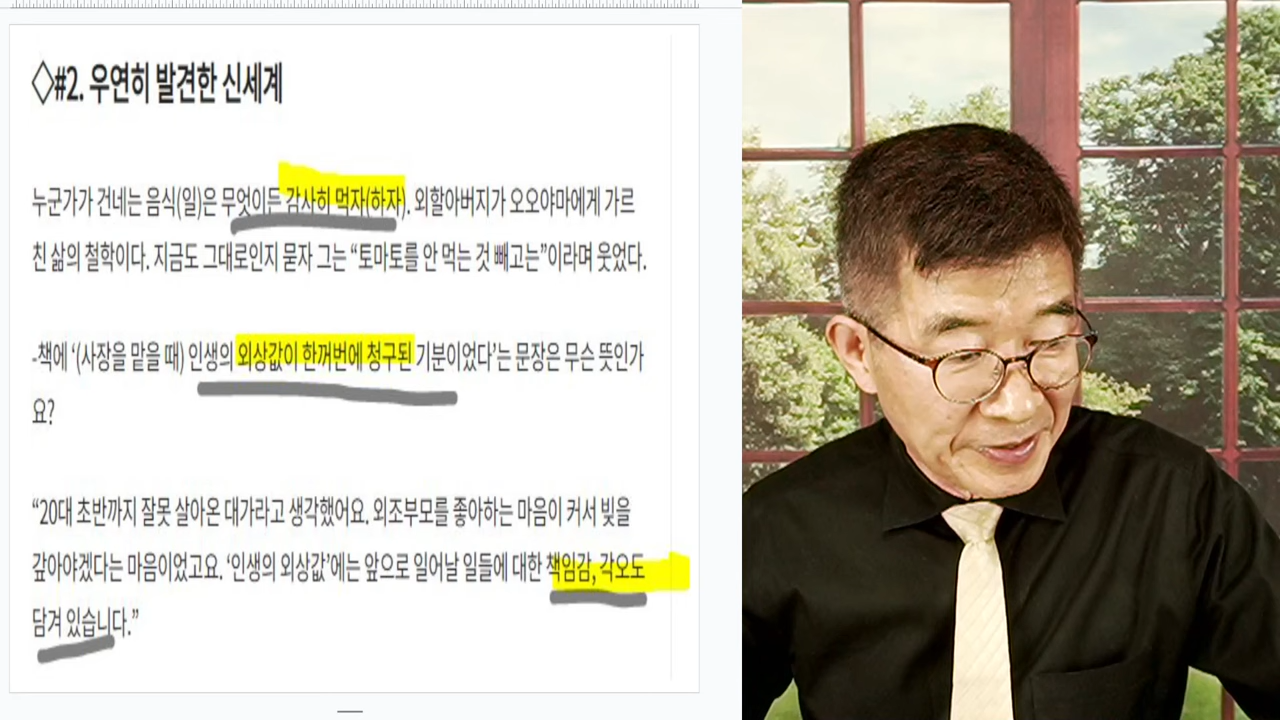 ◇#2. 우연히 발견한 신세계
누군가가 건네는 음식(일)은 무엇이든 감사히 먹자(하자). 외할아버지가 오오야마에게 가르
친 삶의 철학이다. 지금도 그대로인지 묻자 그는 “토마토를 안 먹는 것 빼고는”이라며 웃었다.
-책에 ‘(사장을 맡을 때) 인생의 외상값이 한꺼번에 청구된 기분이었다’는 문장은 무슨 뜻인가
요?
“20대 초반까지 잘못 살아온 대가라고 생각했어요. 외조부모를 좋아하는 마음이 커서 빚을
갚아야겠다는 마음이었고요. ‘인생의 외상값’에는 앞으로 일어날 일들에 대한 책임감, 각오도
담겨 있습니다.”